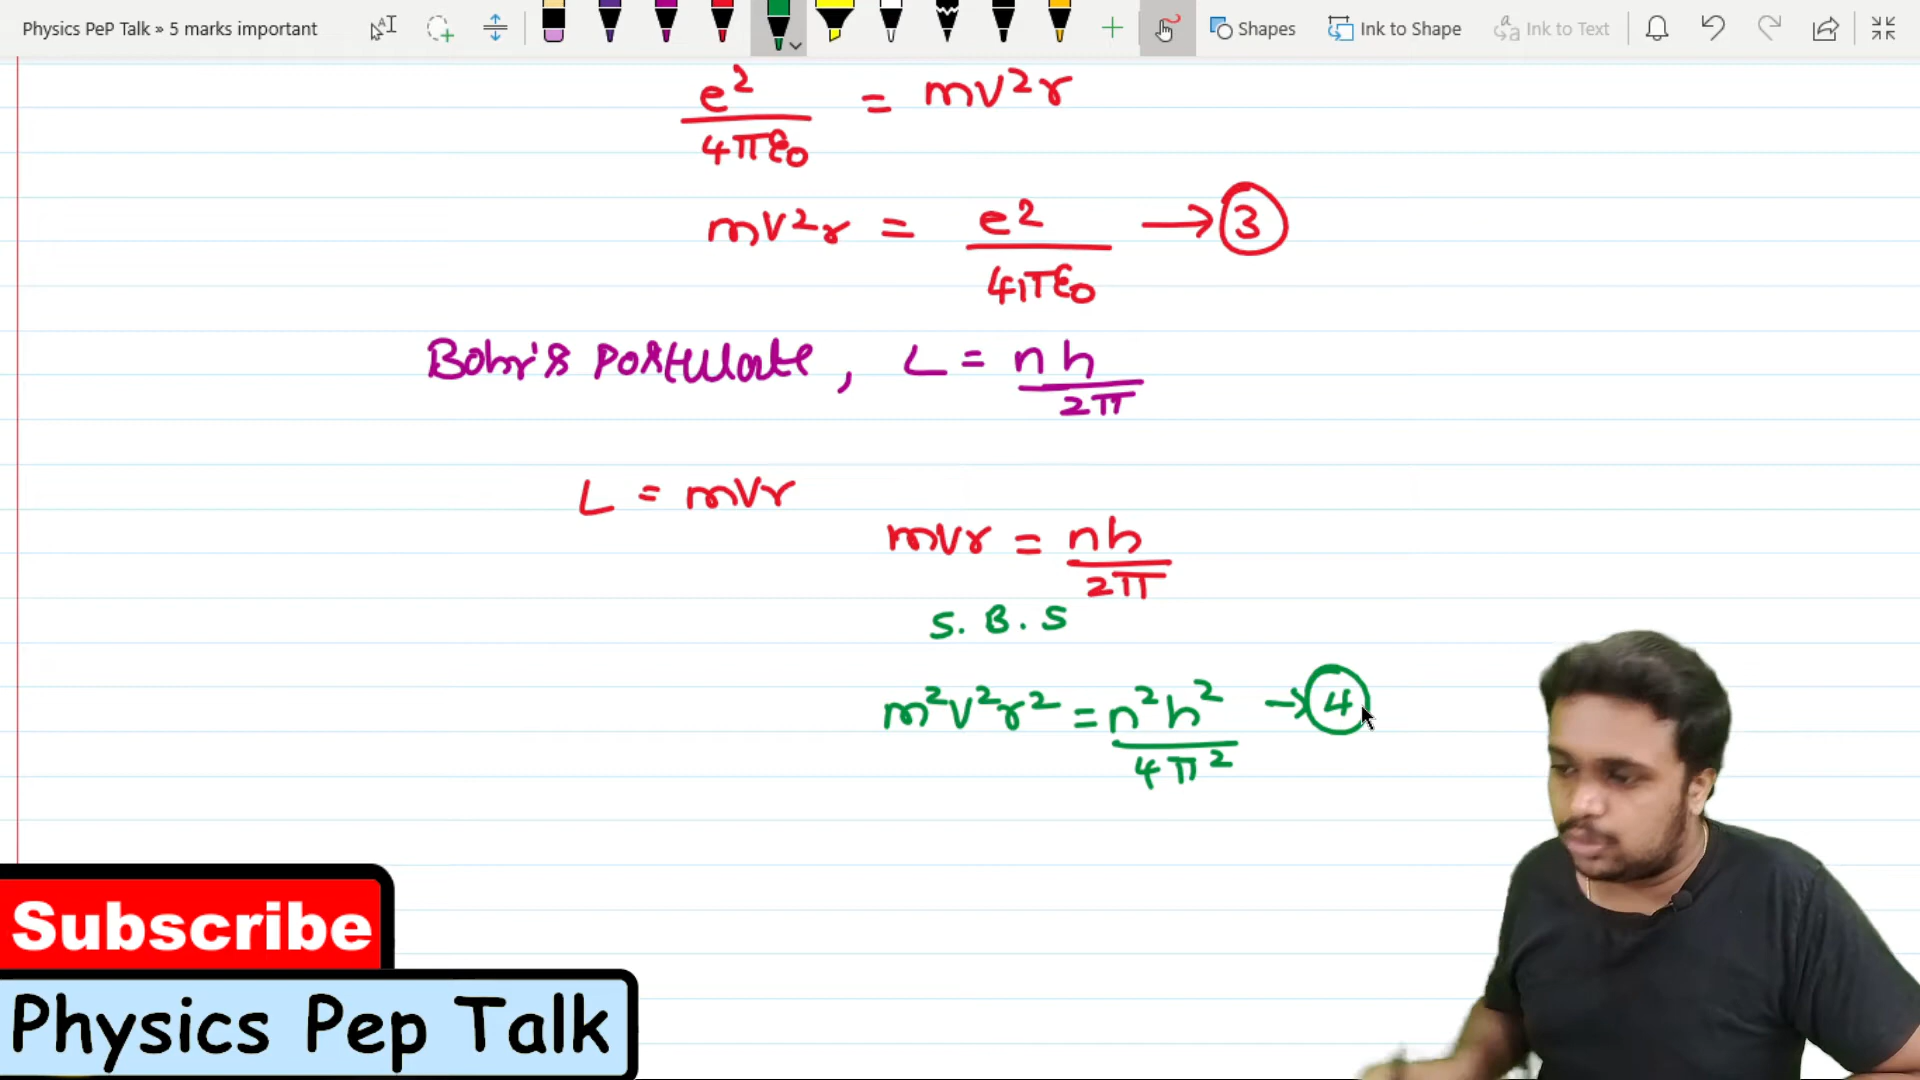 Physics PeP Talk » 5 marks important
Shapes
Ink to Shape
Ink to Text
e² / 4πε₀ = mv²r
mv²r = e² / 4πε₀ → ③
Bohr's Postulate , L = nh / 2π
L = mvr
mvr = nh / 2π
S. B. S
m²v²r² = n²h² / 4π² → ④
Subscribe
Physics Pep Talk